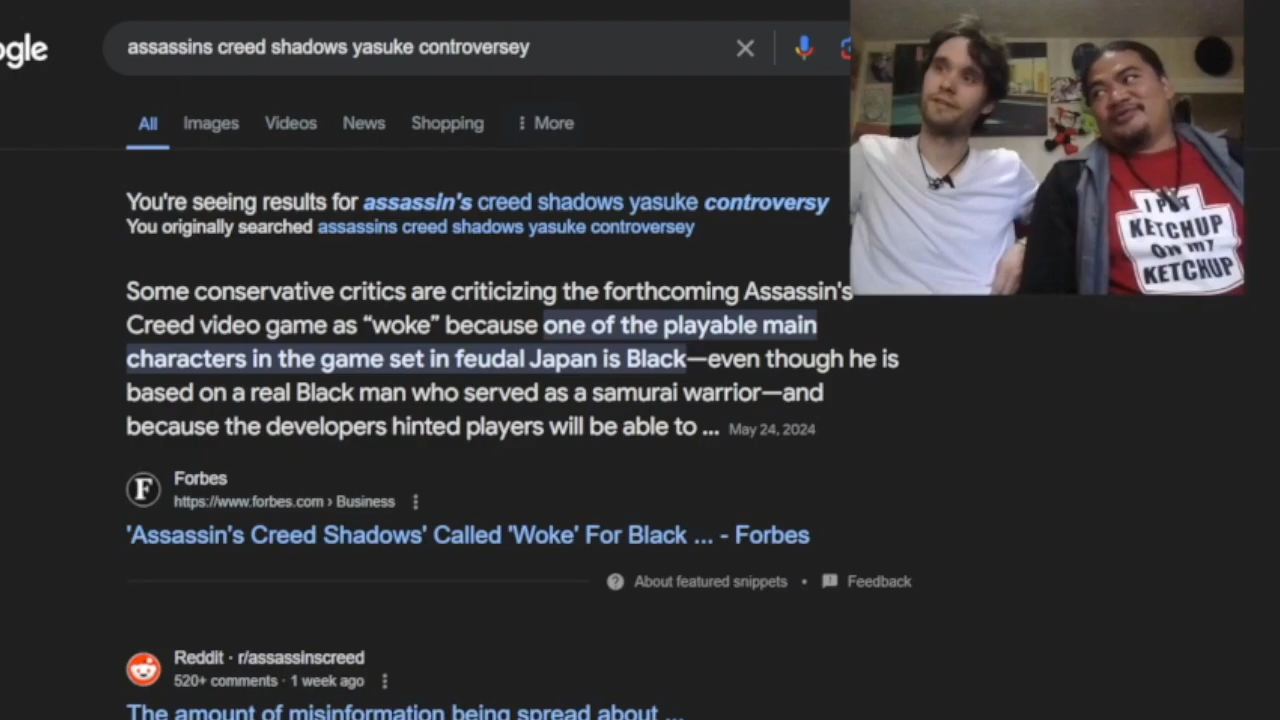 ogle
assassins creed shadows yasuke controversey
All Images Videos News Shopping More
You're seeing results for assassin's creed shadows yasuke controversy
You originally searched assassins creed shadows yasuke controversey
Some conservative critics are criticizing the forthcoming Assassin's
Creed video game as “woke” because one of the playable main
characters in the game set in feudal Japan is Black—even though he is
based on a real Black man who served as a samurai warrior—and
because the developers hinted players will be able to ... May 24, 2024
F
Forbes
https://www.forbes.com › Business
'Assassin's Creed Shadows' Called 'Woke' For Black ... - Forbes
About featured snippets • Feedback
Reddit · r/assassinscreed
520+ comments · 1 week ago
The amount of misinformation being spread about ...
I PUT
KETCHUP
ON MY
KETCHUP